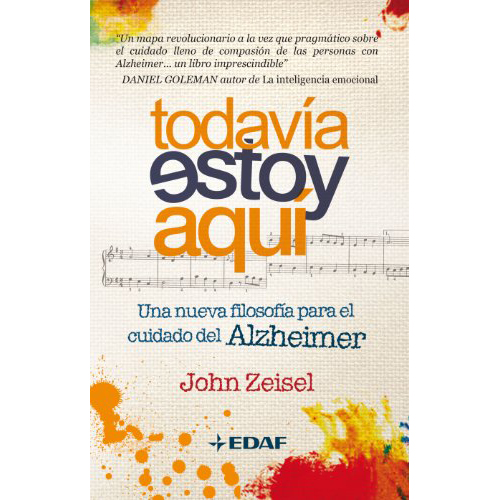 "Un mapa revolucionario a la vez que pragmático sobre
el cuidado lleno de compasión de las personas con
Alzheimer... un libro imprescindible"
DANIEL GOLEMAN autor de La inteligencia emocional
todavía
estoy
aquí
Una nueva filosofía para el
cuidado del Alzheimer
John Zeisel
EDAF